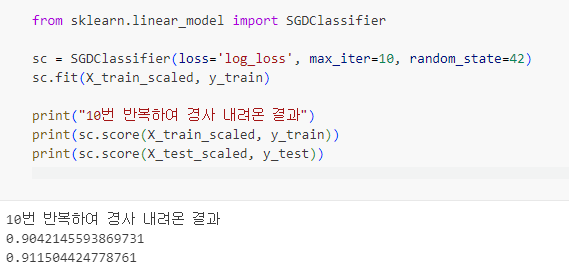 from sklearn.linear_model import SGDClassifier
sc = SGDClassifier(loss='log_loss', max_iter=10, random_state=42)
sc.fit(X_train_scaled, y_train)
print("10번 반복하여 경사 내려온 결과")
print(sc.score(X_train_scaled, y_train))
print(sc.score(X_test_scaled, y_test))
10번 반복하여 경사 내려온 결과
0.9042145593869731
0.911504424778761